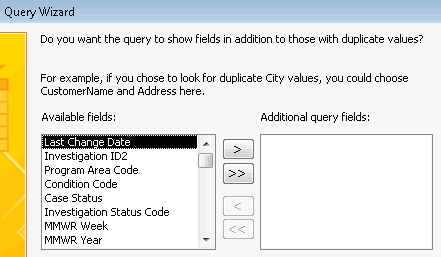 Query Wizard
Do you want the query to show fields in addition to those with duplicate values?
For example, if you chose to look for duplicate City values, you could choose
CustomerName and Address here.
Available fields:
Additional query fields:
Last Change Date
Investigation ID2
Program Area Code
Condition Code
Case Status
Investigation Status Code
MMWR Week
MMWR Year
>
>>
<
<<